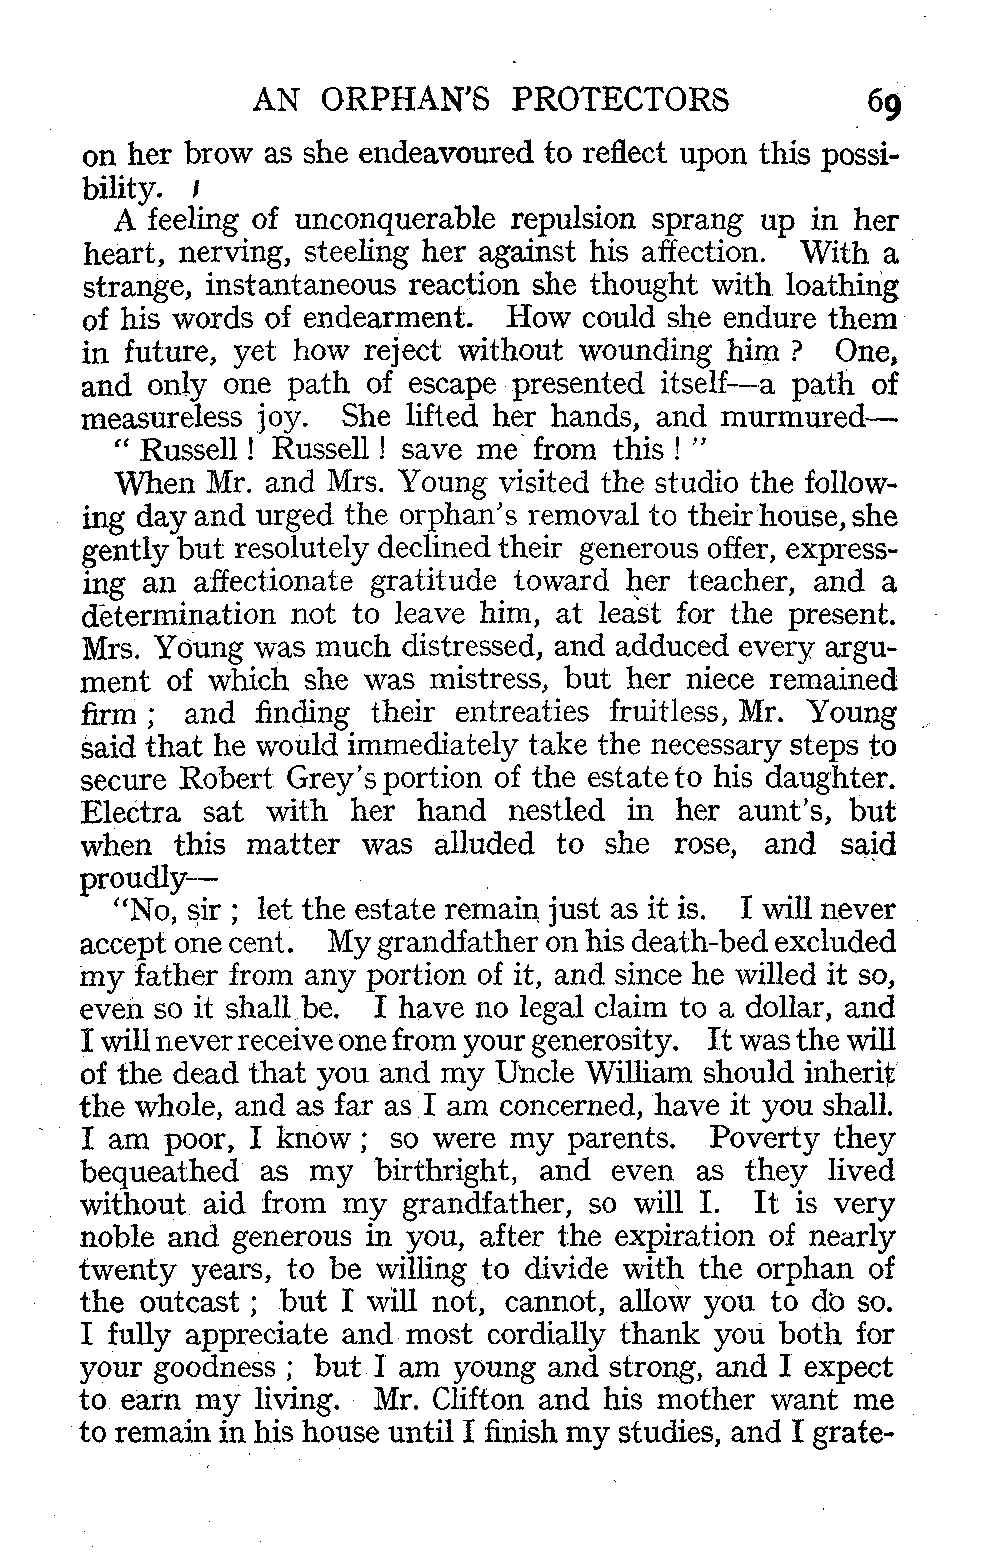 AN ORPHAN'S PROTECTORS 69
on her brow as she endeavoured to reflect upon this possi-
bility.
A feeling of unconquerable repulsion sprang up in her
heart, nerving, steeling her against his affection. With a
strange, instantaneous reaction she thought with loathing
of his words of endearment. How could she endure them
in future, yet how reject without wounding him ? One,
and only one path of escape presented itself—a path of
measureless joy. She lifted her hands, and murmured—
“ Russell ! Russell ! save me from this ! ”
When Mr. and Mrs. Young visited the studio the follow-
ing day and urged the orphan's removal to their house, she
gently but resolutely declined their generous offer, express-
ing an affectionate gratitude toward her teacher, and a
determination not to leave him, at least for the present.
Mrs. Young was much distressed, and adduced every argu-
ment of which she was mistress, but her niece remained
firm ; and finding their entreaties fruitless, Mr. Young
said that he would immediately take the necessary steps to
secure Robert Grey's portion of the estate to his daughter.
Electra sat with her hand nestled in her aunt's, but
when this matter was alluded to she rose, and said
proudly—
“No, sir ; let the estate remain just as it is. I will never
accept one cent. My grandfather on his death-bed excluded
my father from any portion of it, and since he willed it so,
even so it shall be. I have no legal claim to a dollar, and
I will never receive one from your generosity. It was the will
of the dead that you and my Uncle William should inherit
the whole, and as far as I am concerned, have it you shall.
I am poor, I know ; so were my parents. Poverty they
bequeathed as my birthright, and even as they lived
without aid from my grandfather, so will I. It is very
noble and generous in you, after the expiration of nearly
twenty years, to be willing to divide with the orphan of
the outcast ; but I will not, cannot, allow you to do so.
I fully appreciate and most cordially thank you both for
your goodness ; but I am young and strong, and I expect
to earn my living. Mr. Clifton and his mother want me
to remain in his house until I finish my studies, and I grate-